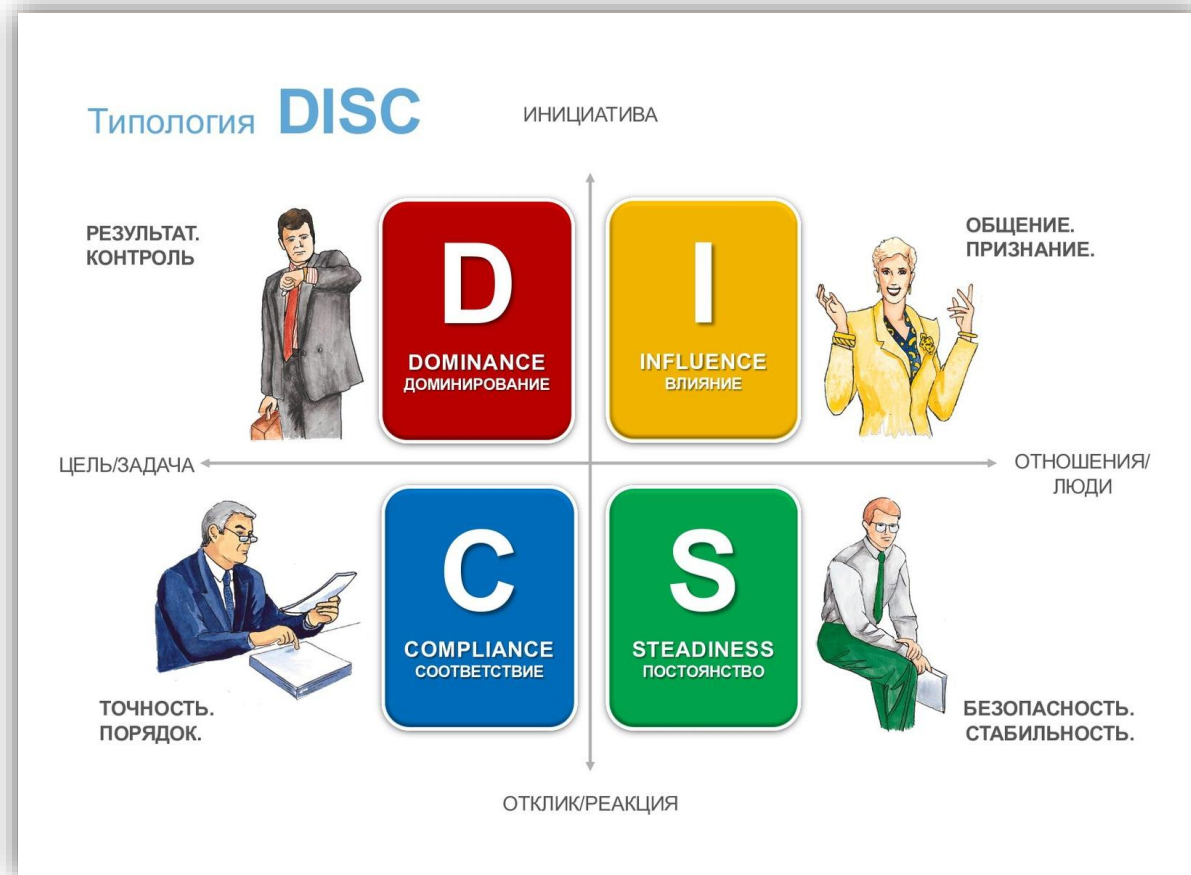 Типология DISC
ИНИЦИАТИВА
РЕЗУЛЬТАТ.
КОНТРОЛЬ
D
DOMINANCE
ДОМИНИРОВАНИЕ
I
INFLUENCE
ВЛИЯНИЕ
ОБЩЕНИЕ.
ПРИЗНАНИЕ.
ЦЕЛЬ/ЗАДАЧА
ОТНОШЕНИЯ/
ЛЮДИ
C
COMPLIANCE
СООТВЕТСТВИЕ
S
STEADINESS
ПОСТОЯНСТВО
ТОЧНОСТЬ.
ПОРЯДОК.
БЕЗОПАСНОСТЬ.
СТАБИЛЬНОСТЬ.
ОТКЛИК/РЕАКЦИЯ